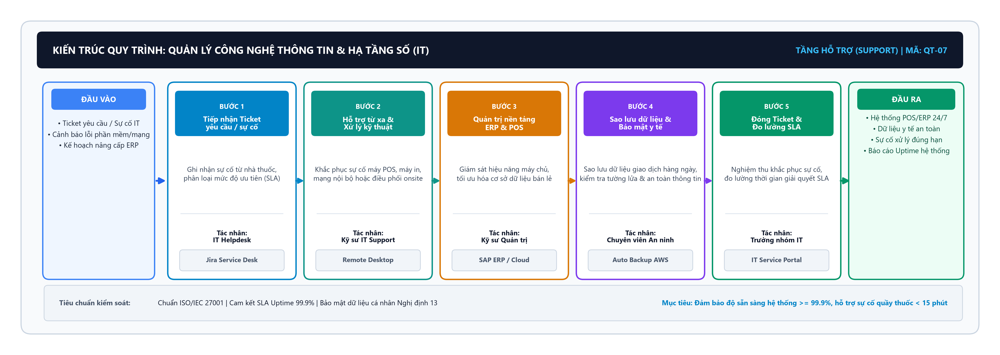 KIẾN TRÚC QUY TRÌNH: QUẢN LÝ CÔNG NGHỆ THÔNG TIN & HẠ TẦNG SỐ (IT)
TẦNG HỖ TRỢ (SUPPORT) | MÃ: QT-07
ĐẦU VÀO
• Ticket yêu cầu / Sự cố IT
• Cảnh báo lỗi phần mềm/mạng
• Kế hoạch nâng cấp ERP
BƯỚC 1
Tiếp nhận Ticket
yêu cầu / sự cố
Ghi nhận sự cố từ nhà thuốc,
phân loại mức độ ưu tiên (SLA)
Tác nhân:
IT Helpdesk
Jira Service Desk
BƯỚC 2
Hỗ trợ từ xa &
Xử lý kỹ thuật
Khắc phục sự cố máy POS, máy in,
mạng nội bộ hoặc điều phối onsite
Tác nhân:
Kỹ sư IT Support
Remote Desktop
BƯỚC 3
Quản trị nền tảng
ERP & POS
Giám sát hiệu năng máy chủ,
tối ưu hóa cơ sở dữ liệu bán lẻ
Tác nhân:
Kỹ sư Quản trị
SAP ERP / Cloud
BƯỚC 4
Sao lưu dữ liệu &
Bảo mật y tế
Sao lưu dữ liệu giao dịch hàng ngày,
kiểm tra tường lửa & an toàn thông tin
Tác nhân:
Chuyên viên An ninh
Auto Backup AWS
BƯỚC 5
Đóng Ticket &
Đo lường SLA
Nghiệm thu khắc phục sự cố,
đo lường thời gian giải quyết SLA
Tác nhân:
Trưởng nhóm IT
IT Service Portal
ĐẦU RA
• Hệ thống POS/ERP 24/7
• Dữ liệu y tế an toàn
• Sự cố xử lý đúng hạn
• Báo cáo Uptime hệ thống
Tiêu chuẩn kiểm soát:
Chuẩn ISO/IEC 27001 | Cam kết SLA Uptime 99.9% | Bảo mật dữ liệu cá nhân Nghị định 13
Mục tiêu: Đảm bảo độ sẵn sàng hệ thống >= 99.9%, hỗ trợ sự cố quầy thuốc < 15 phút